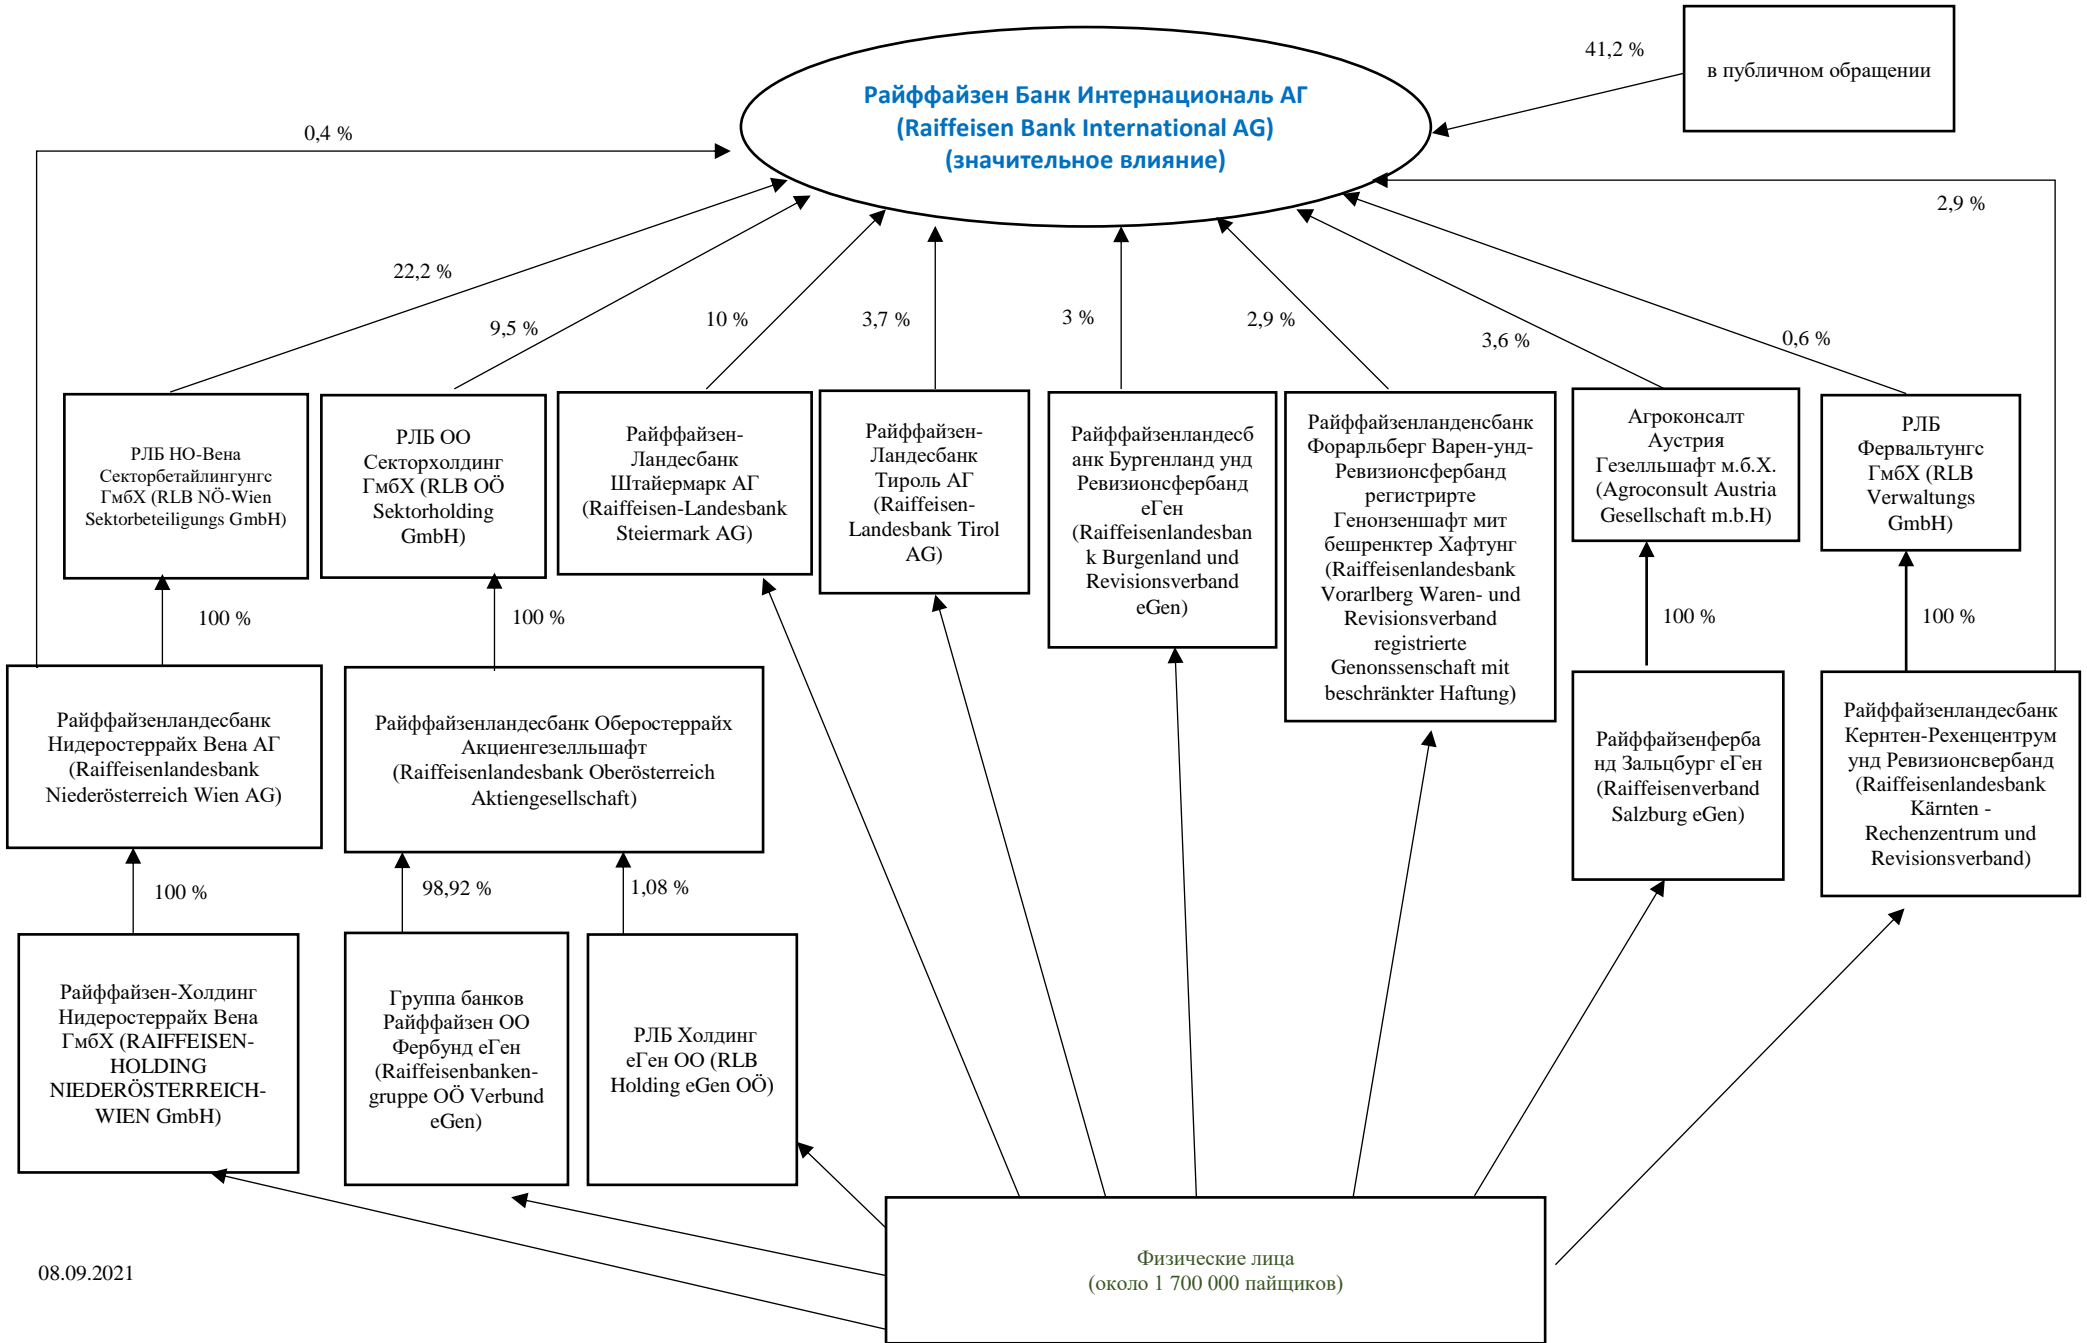 41,2 %
в публичном обращении
Райффайзен Банк Интернациональ АГ
(Raiffeisen Bank International AG)
(значительное влияние)
0,4 %
2,9 %
22,2 %
9,5 %
10 %
3,7 %
3 %
2,9 %
3,6 %
0,6 %
РЛБ НО-Вена
Секторбетайлингунгс
ГмбХ (RLB NÖ-Wien
Sektorbeteiligungs GmbH)
РЛБ ОО
Секторхолдинг
ГмбХ (RLB OÖ
Sektorholding
GmbH)
Райффайзен-
Ландесбанк
Штайермарк АГ
(Raiffeisen-Landesbank
Steiermark AG)
Райффайзен-
Ландесбанк
Тироль АГ
(Raiffeisen-
Landesbank Tirol
AG)
Райффайзенландесб
анк Бургенланд унд
Ревизионсфербанд
еГен
(Raiffeisenlandesban
k Burgenland und
Revisionsverband
eGen)
Райффайзенланденсбанк
Форарльберг Варен-унд-
Ревизионсфербанд
регистрирте
Генонзеншафт мит
бешренктер Хафтунг
(Raiffeisenlandesbank
Vorarlberg Waren- und
Revisionsverband
registrierte
Genonssenschaft mit
beschränkter Haftung)
Агроконсалт
Аустрия
Гезелльшафт м.б.Х.
(Agroconsult Austria
Gesellschaft m.b.H)
РЛБ
Фервальтунгс
ГмбХ (RLB
Verwaltungs
GmbH)
100 %
100 %
100 %
100 %
Райффайзенландесбанк
Нидеростеррайх Вена АГ
(Raiffeisenlandesbank
Niederösterreich Wien AG)
Райффайзенландесбанк Оберостеррайх
Акциенгезелльшафт
(Raiffeisenlandesbank Oberösterreich
Aktiengesellschaft)
Райффайзенферба
нд Зальцбург еГен
(Raiffeisenverband
Salzburg eGen)
Райффайзенландесбанк
Кернтен-Рехенцентрум
унд Ревизионсвербанд
(Raiffeisenlandesbank
Kärnten -
Rechenzentrum und
Revisionsverband)
100 %
98,92 %
1,08 %
Райффайзен-Холдинг
Нидеростеррайх Вена
ГмбХ (RAIFFEISEN-
HOLDING
NIEDERÖSTERREICH-
WIEN GmbH)
Группа банков
Райффайзен ОО
Фербунд еГен
(Raiffeisenbanken-
gruppe OÖ Verbund
eGen)
РЛБ Холдинг
еГен ОО (RLB
Holding eGen OÖ)
Физические лица
(около 1 700 000 пайщиков)
08.09.2021